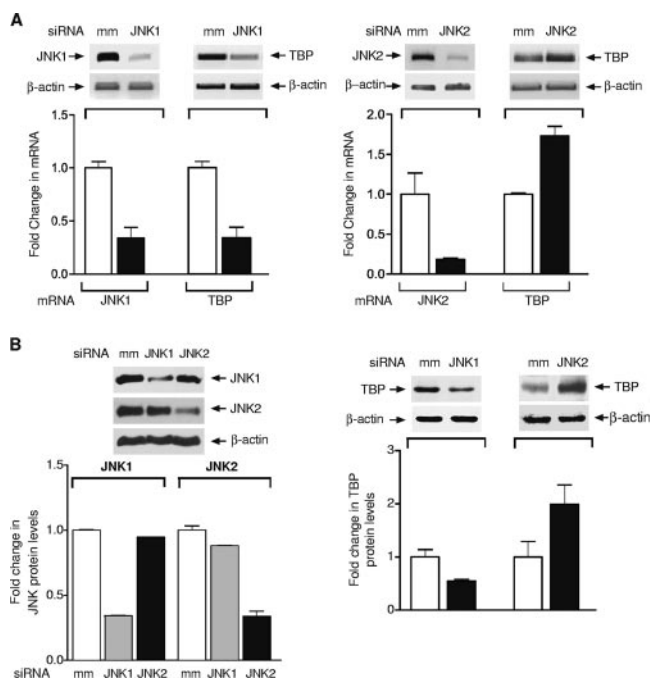 A
siRNA mm JNK1
JNK1
TBP
β-actin
β-actin
Fold Change in mRNA
1.5
1.0
0.5
0.0
mRNA JNK1 TBP
siRNA mm JNK2 mm JNK2
JNK2
TBP
β-actin
β-actin
Fold Change in mRNA
2.0
1.5
1.0
0.5
0.0
mRNA JNK2 TBP
B
siRNA mm JNK1 JNK2
JNK1
JNK2
β-actin
Fold change in
JNK protein levels
1.5
1.0
0.5
0.0
JNK1 JNK2
siRNA mm JNK1 JNK2 mm JNK1 JNK2
siRNA mm JNK1 mm JNK2
TBP
TBP
β-actin
β-actin
Fold change in TBP
protein levels
3
2
1
0